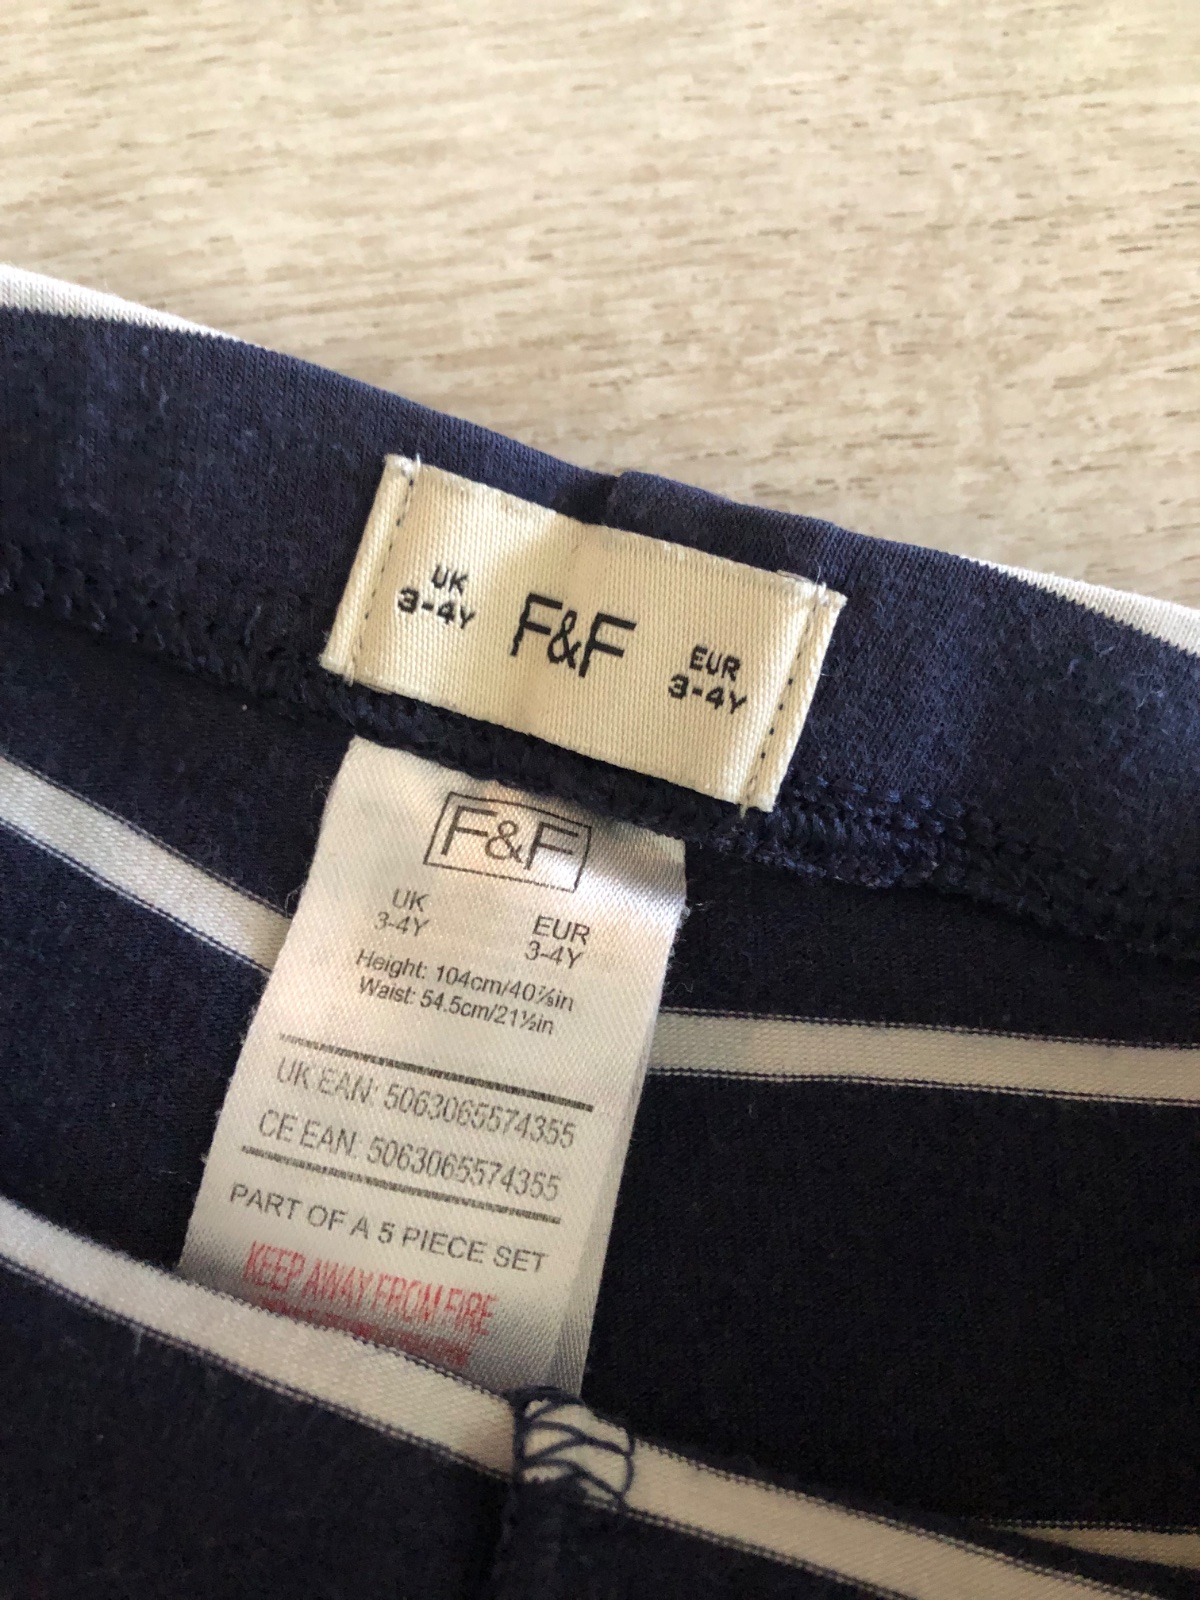 UK
3-4Y
F&F
EUR
3-4Y
F&F
UK
3-4Y
EUR
3-4Y
Height: 104cm/40⅞in
Waist: 54.5cm/21½in
UK EAN: 5063065574355
CE EAN: 5063065574355
PART OF A 5 PIECE SET
KEEP AWAY FROM FIRE